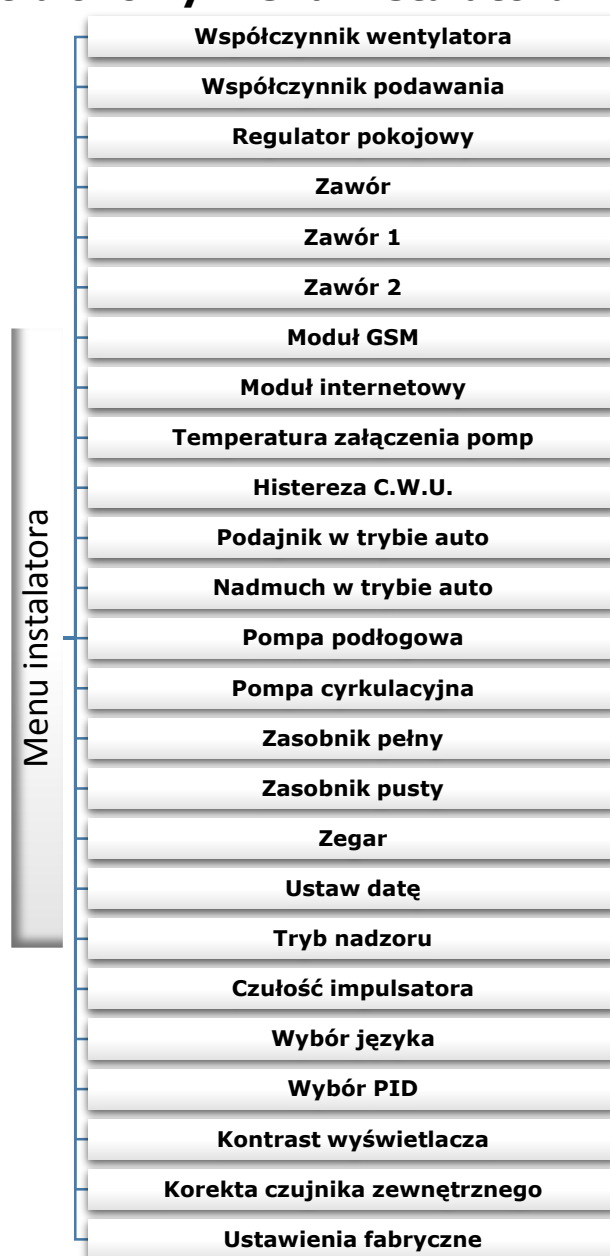 Menu instalatora
Współczynnik wentylatora
Współczynnik podawania
Regulator pokojowy
Zawór
Zawór 1
Zawór 2
Moduł GSM
Moduł internetowy
Temperatura załączenia pomp
Histereza C.W.U.
Podajnik w trybie auto
Nadmuch w trybie auto
Pompa podłogowa
Pompa cyrkulacyjna
Zasobnik pełny
Zasobnik pusty
Zegar
Ustaw datę
Tryb nadzoru
Czułość impulsatora
Wybór języka
Wybór PID
Kontrast wyświetlacza
Korekta czujnika zewnętrznego
Ustawienia fabryczne